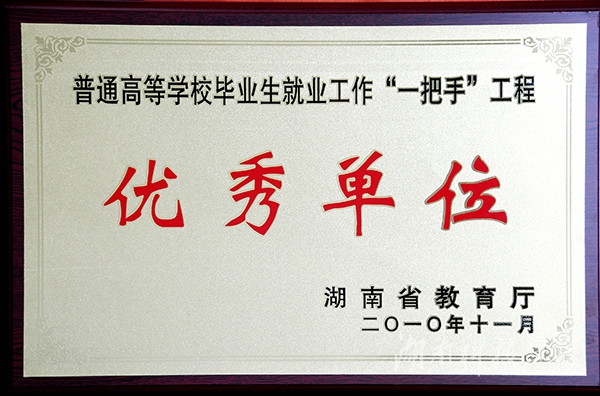 普通高等学校毕业生就业工作“一把手”工程
优秀单位
湖南省教育厅
二〇一〇年十一月